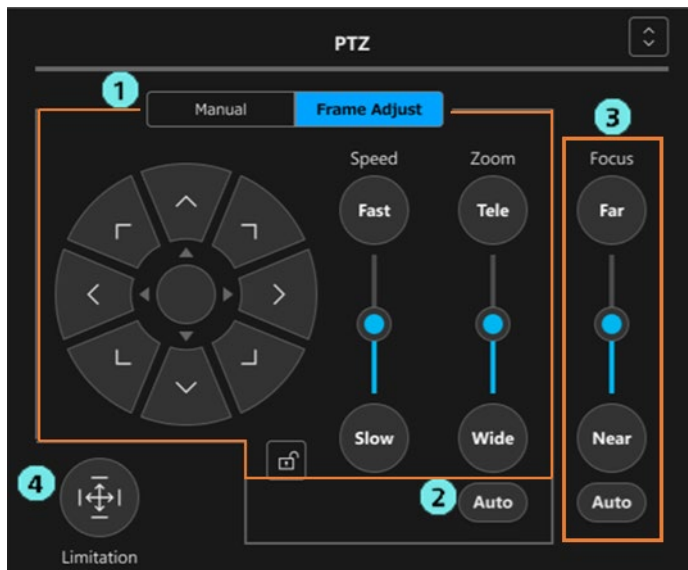 PTZ
1
Manual
Frame Adjust
3
Speed
Zoom
Focus
Fast
Tele
Far
Slow
Wide
Near
4
2
Auto
Auto
Limitation